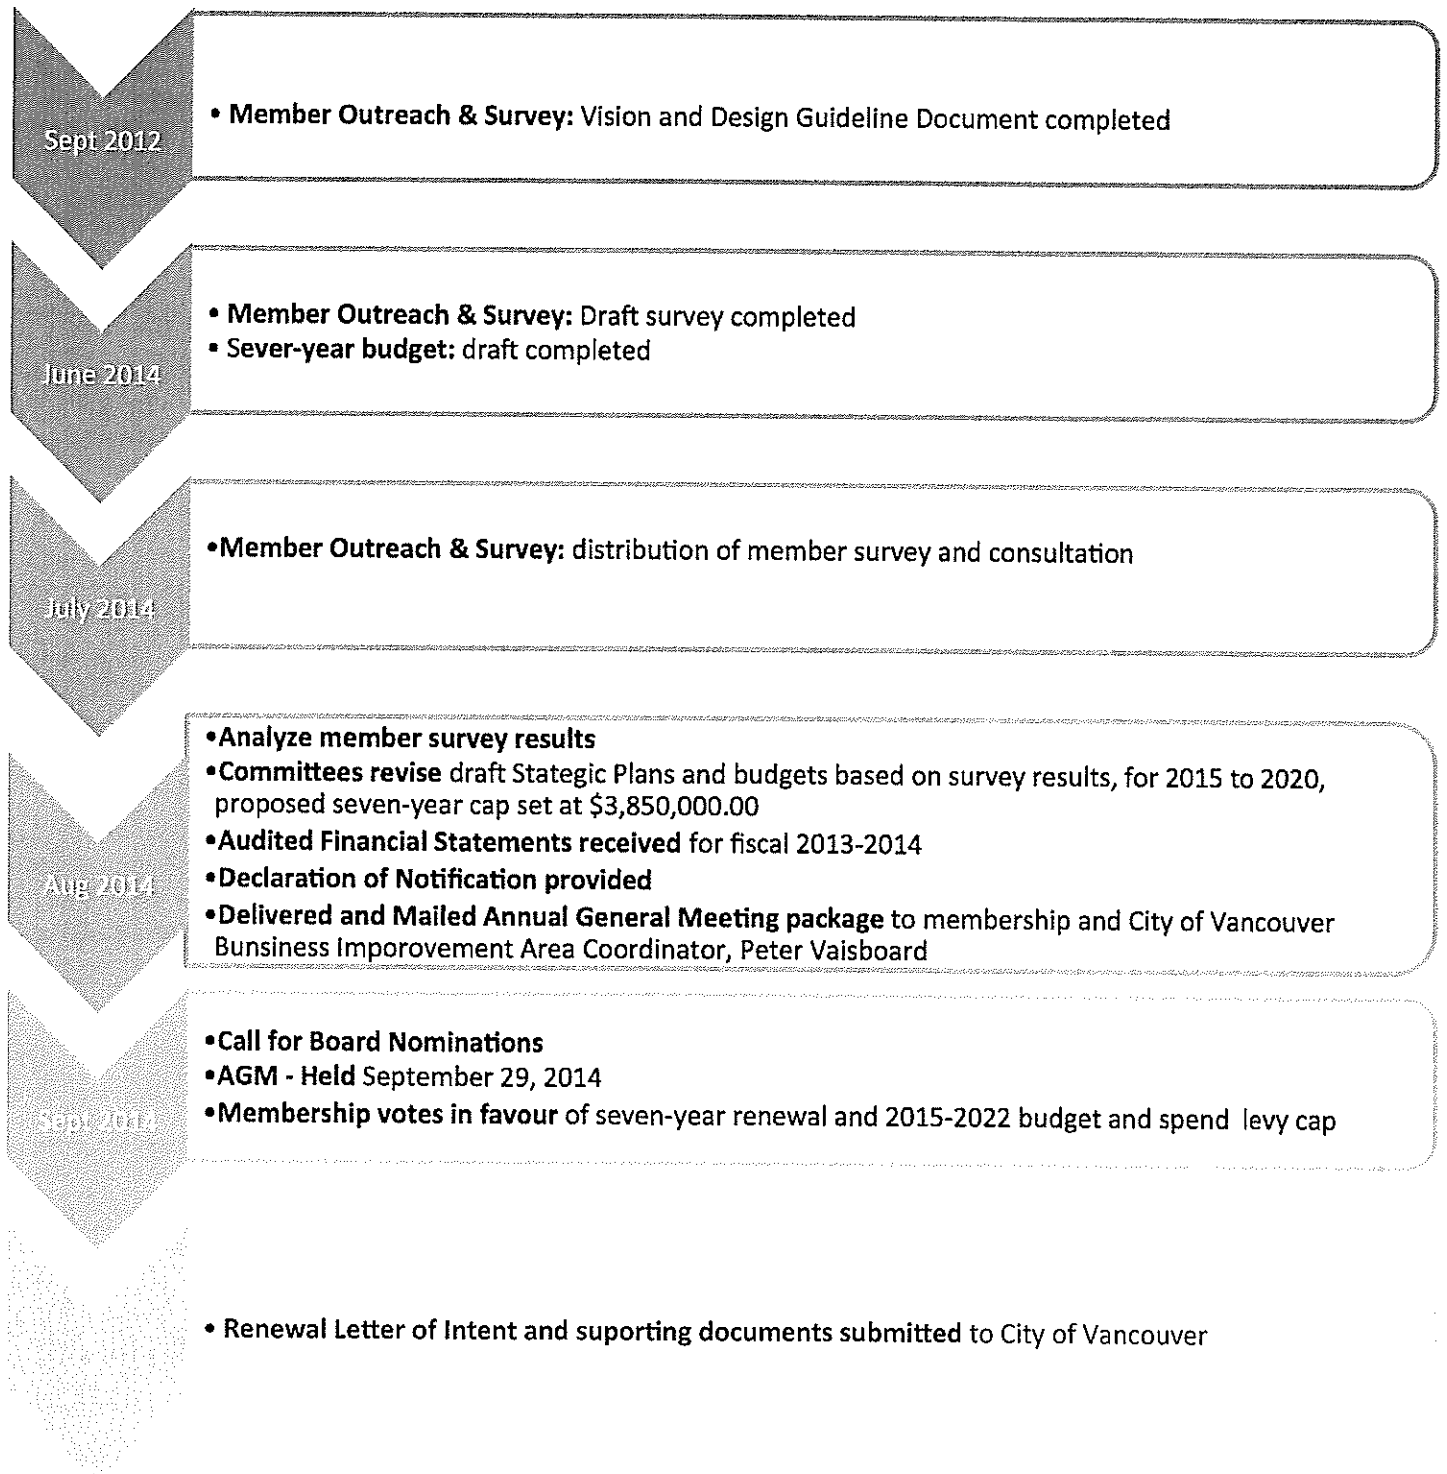 Sept 2012
• Member Outreach & Survey: Vision and Design Guideline Document completed
June 2014
• Member Outreach & Survey: Draft survey completed
• Sever-year budget: draft completed
July 2014
•Member Outreach & Survey: distribution of member survey and consultation
Aug 2014
•Analyze member survey results
•Committees revise draft Stategic Plans and budgets based on survey results, for 2015 to 2020,
proposed seven-year cap set at $3,850,000.00
•Audited Financial Statements received for fiscal 2013-2014
•Declaration of Notification provided
•Delivered and Mailed Annual General Meeting package to membership and City of Vancouver
Bunsiness Imporovement Area Coordinator, Peter Vaisboard
Sept 2014
•Call for Board Nominations
•AGM - Held September 29, 2014
•Membership votes in favour of seven-year renewal and 2015-2022 budget and spend levy cap
• Renewal Letter of Intent and suporting documents submitted to City of Vancouver